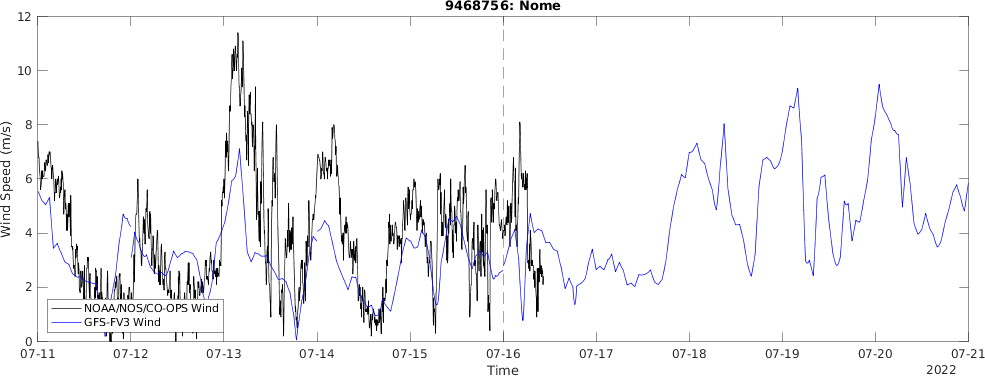 9468756: Nome
Wind Speed (m/s)
12
10
8
6
4
2
0
NOAA/NOS/CO-OPS Wind
GFS-FV3 Wind
07-11 07-12 07-13 07-14 07-15 07-16 07-17 07-18 07-19 07-20 07-21
Time
2022